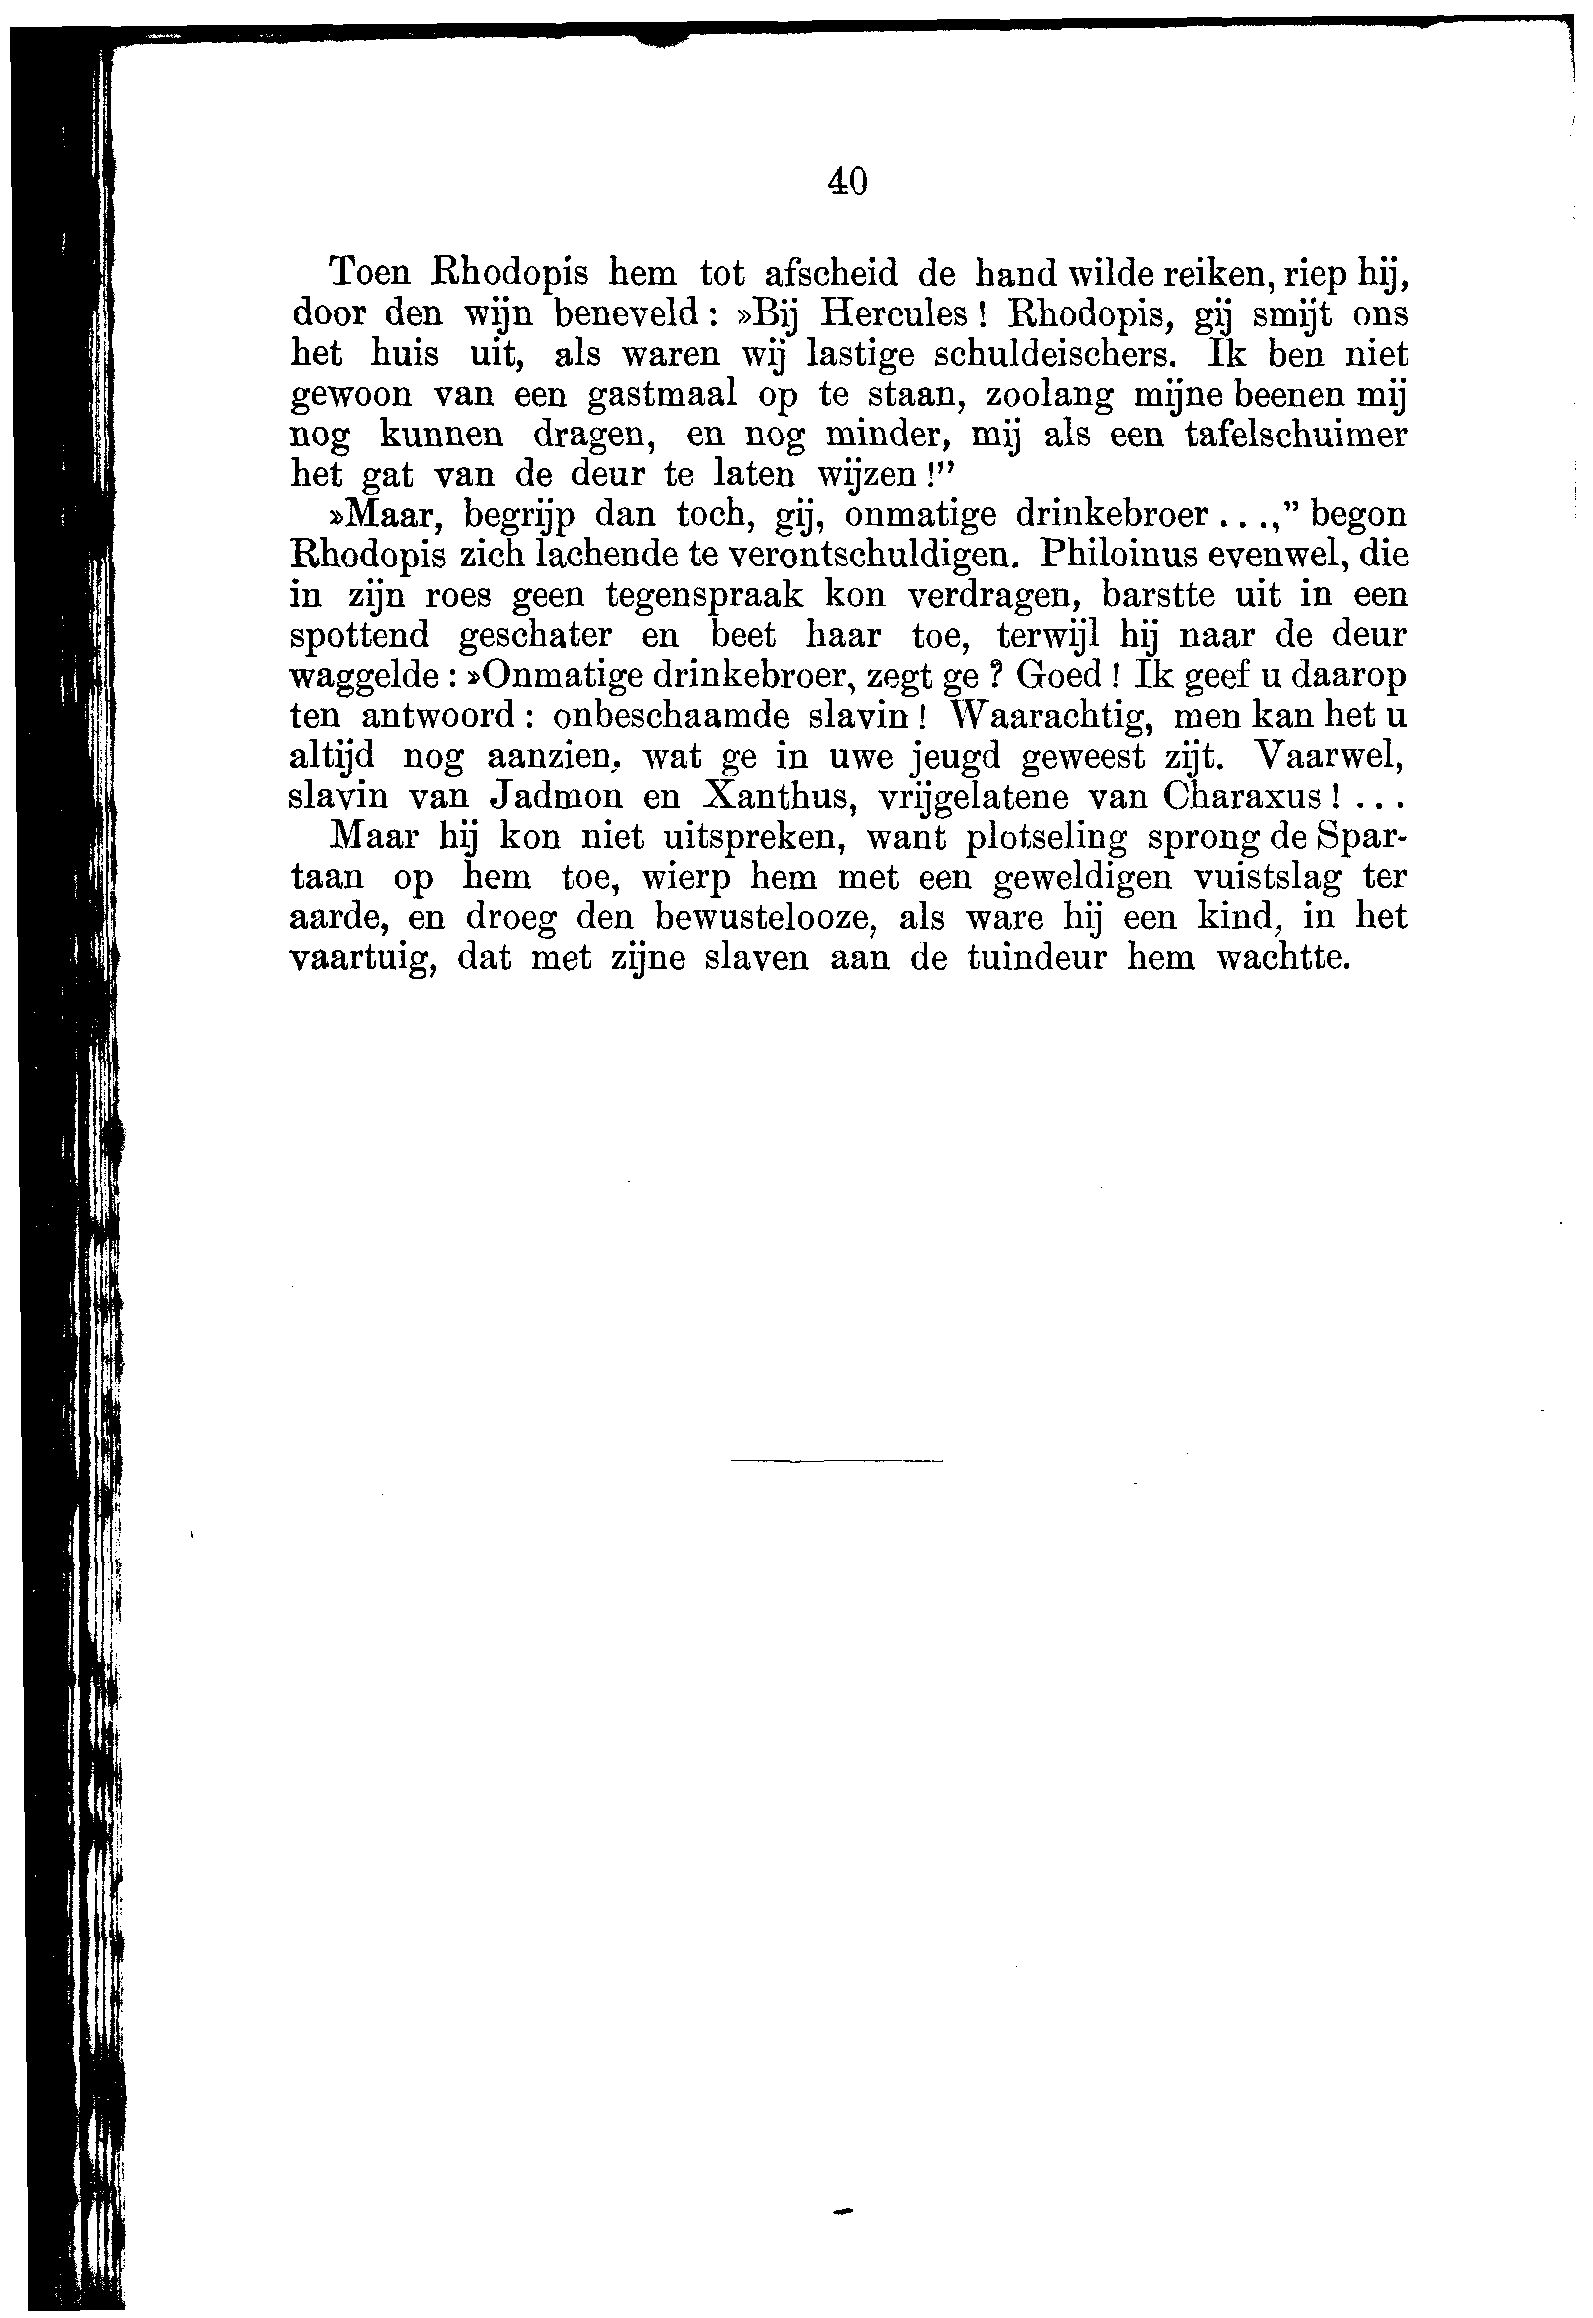 40
Toen Rhodopis hem tot afscheid de hand wilde reiken, riep hij,
door den wijn beneveld: »Bij Hercules! Rhodopis, gij smijt ons
het huis uit, als waren wij lastige schuldeischers. Ik ben niet
gewoon van een gastmaal op te staan, zoolang mijne beenen mij
nog kunnen dragen, en nog minder, mij als een tafelschuimer
het gat van de deur te laten wijzen!”
»Maar, begrijp dan toch, gij, onmatige drinkebroer...,” begon
Rhodopis zich lachende te verontschuldigen. Philoinus evenwel, die
in zijn roes geen tegenspraak kon verdragen, barstte uit in een
spottend geschater en beet haar toe, terwijl hij naar de deur
waggelde: »Onmatige drinkebroer, zegt ge? Goed! Ik geef u daarop
ten antwoord: onbeschaamde slavin! Waarachtig, men kan het u
altijd nog aanzien, wat ge in uwe jeugd geweest zijt. Vaarwel,
slavin van Jadmon en Xanthus, vrijgelatene van Charaxus!...
Maar hij kon niet uitspreken, want plotseling sprong de Spar-
taan op hem toe, wierp hem met een geweldigen vuistslag ter
aarde, en droeg den bewustelooze, als ware hij een kind, in het
vaartuig, dat met zijne slaven aan de tuindeur hem wachtte.